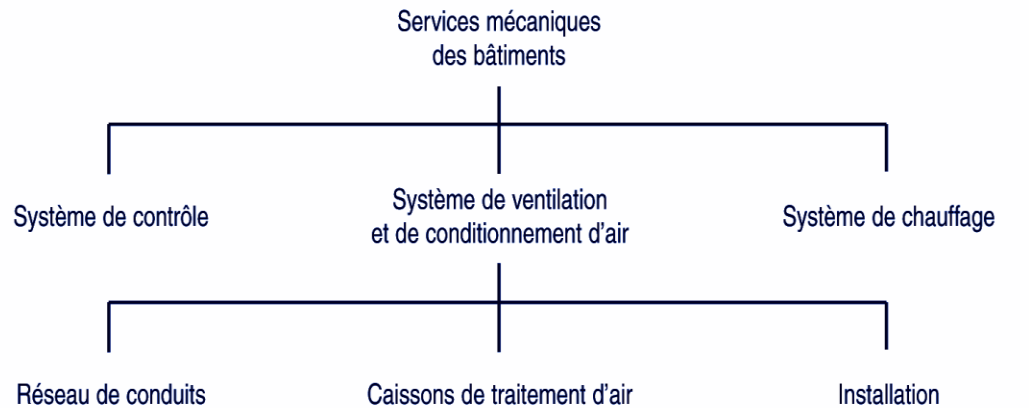 Services mécaniques
des bâtiments
Système de contrôle
Système de ventilation
et de conditionnement d'air
Système de chauffage
Réseau de conduits
Caissons de traitement d'air
Installation